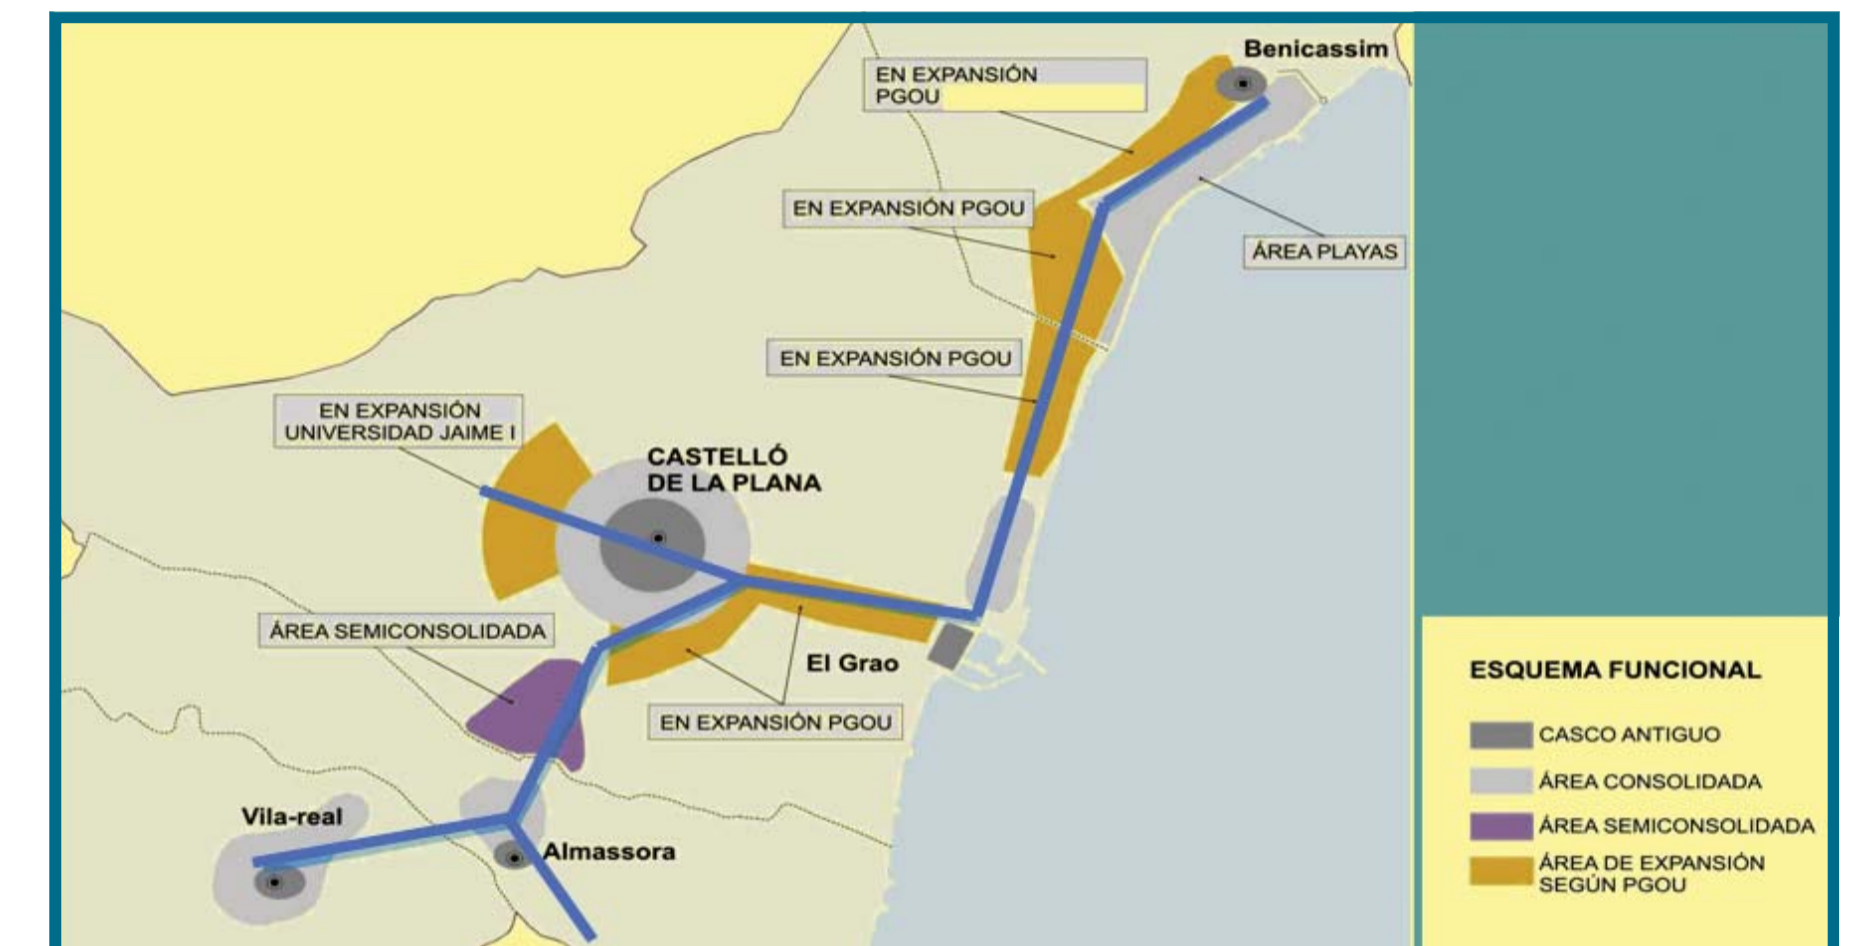 Benicassim
EN EXPANSIÓN
PGOU
EN EXPANSIÓN PGOU
ÁREA PLAYAS
EN EXPANSIÓN PGOU
EN EXPANSIÓN
UNIVERSIDAD JAIME I
CASTELLÓ
DE LA PLANA
ÁREA SEMICONSOLIDADA
El Grao
EN EXPANSIÓN PGOU
Vila-real
Almassora
ESQUEMA FUNCIONAL
CASCO ANTIGUO
ÁREA CONSOLIDADA
ÁREA SEMICONSOLIDADA
ÁREA DE EXPANSIÓN
SEGÚN PGOU